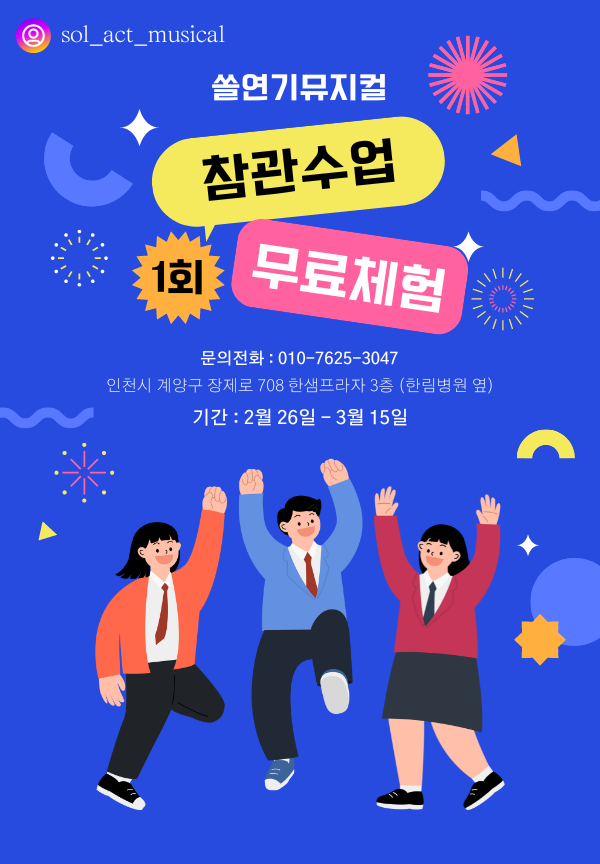 sol_act_musical
쏠연기뮤지컬
참관수업
1회 무료체험
문의전화 : 010-7625-3047
인천시 계양구 장제로 708 한샘프라자 3층 (한림병원 옆)
기간 : 2월 26일 - 3월 15일